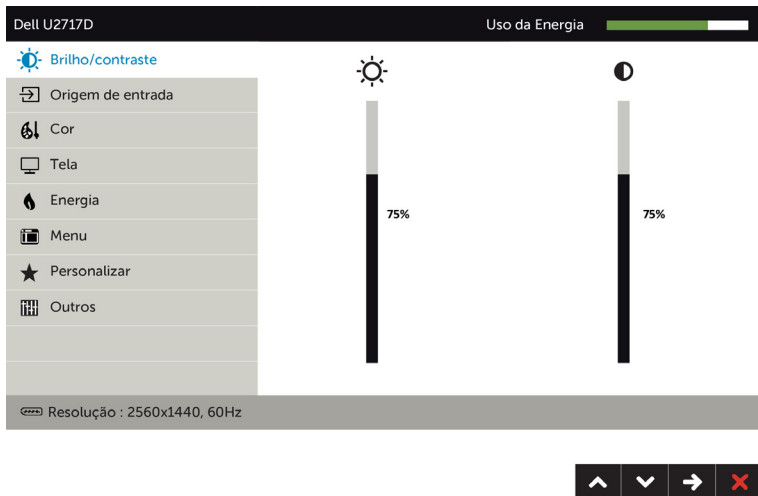 Dell U2717D
Uso da Energia
Brilho/contraste
Origem de entrada
Cor
Tela
Energia
Menu
Personalizar
Outros
75%
75%
Resolução : 2560x1440, 60Hz